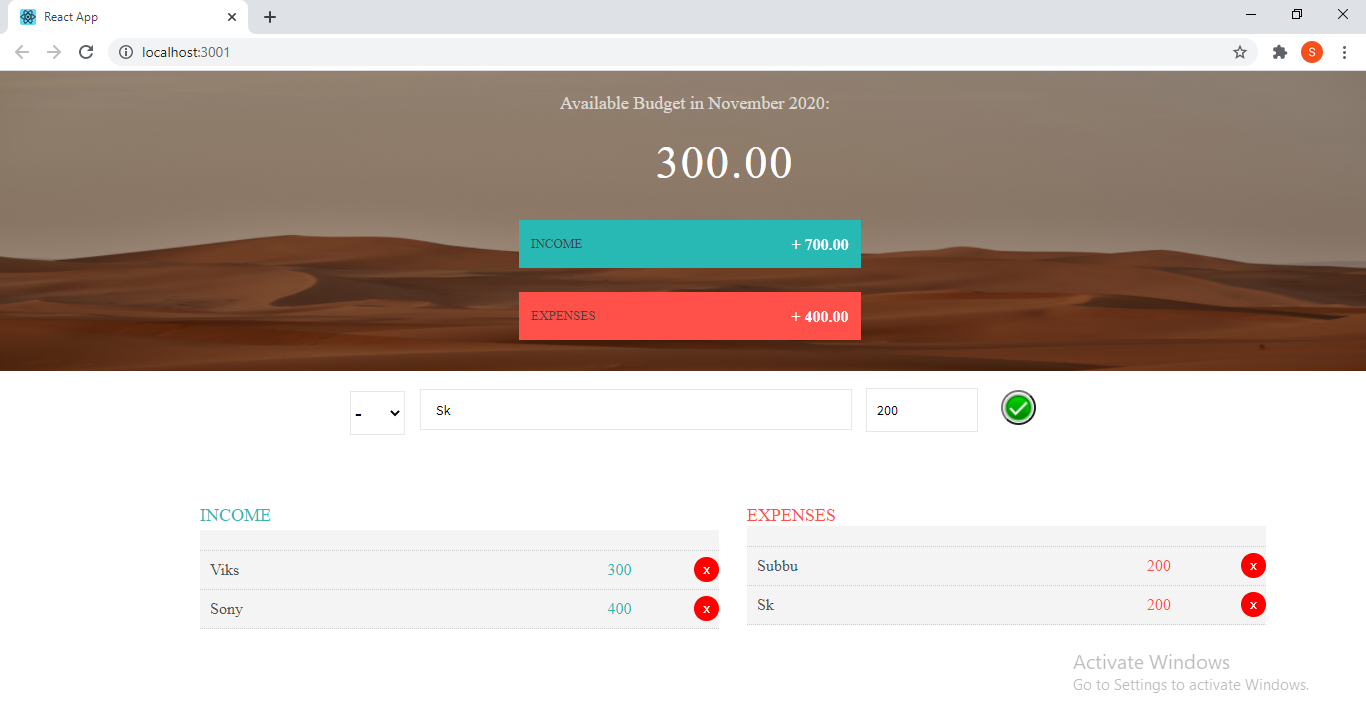 React App
localhost:3001
S
Available Budget in November 2020:
300.00
INCOME + 700.00
EXPENSES + 400.00
- Sk 200
INCOME
Viks 300 x
Sony 400 x
EXPENSES
Subbu 200 x
Sk 200 x
Activate Windows
Go to Settings to activate Windows.